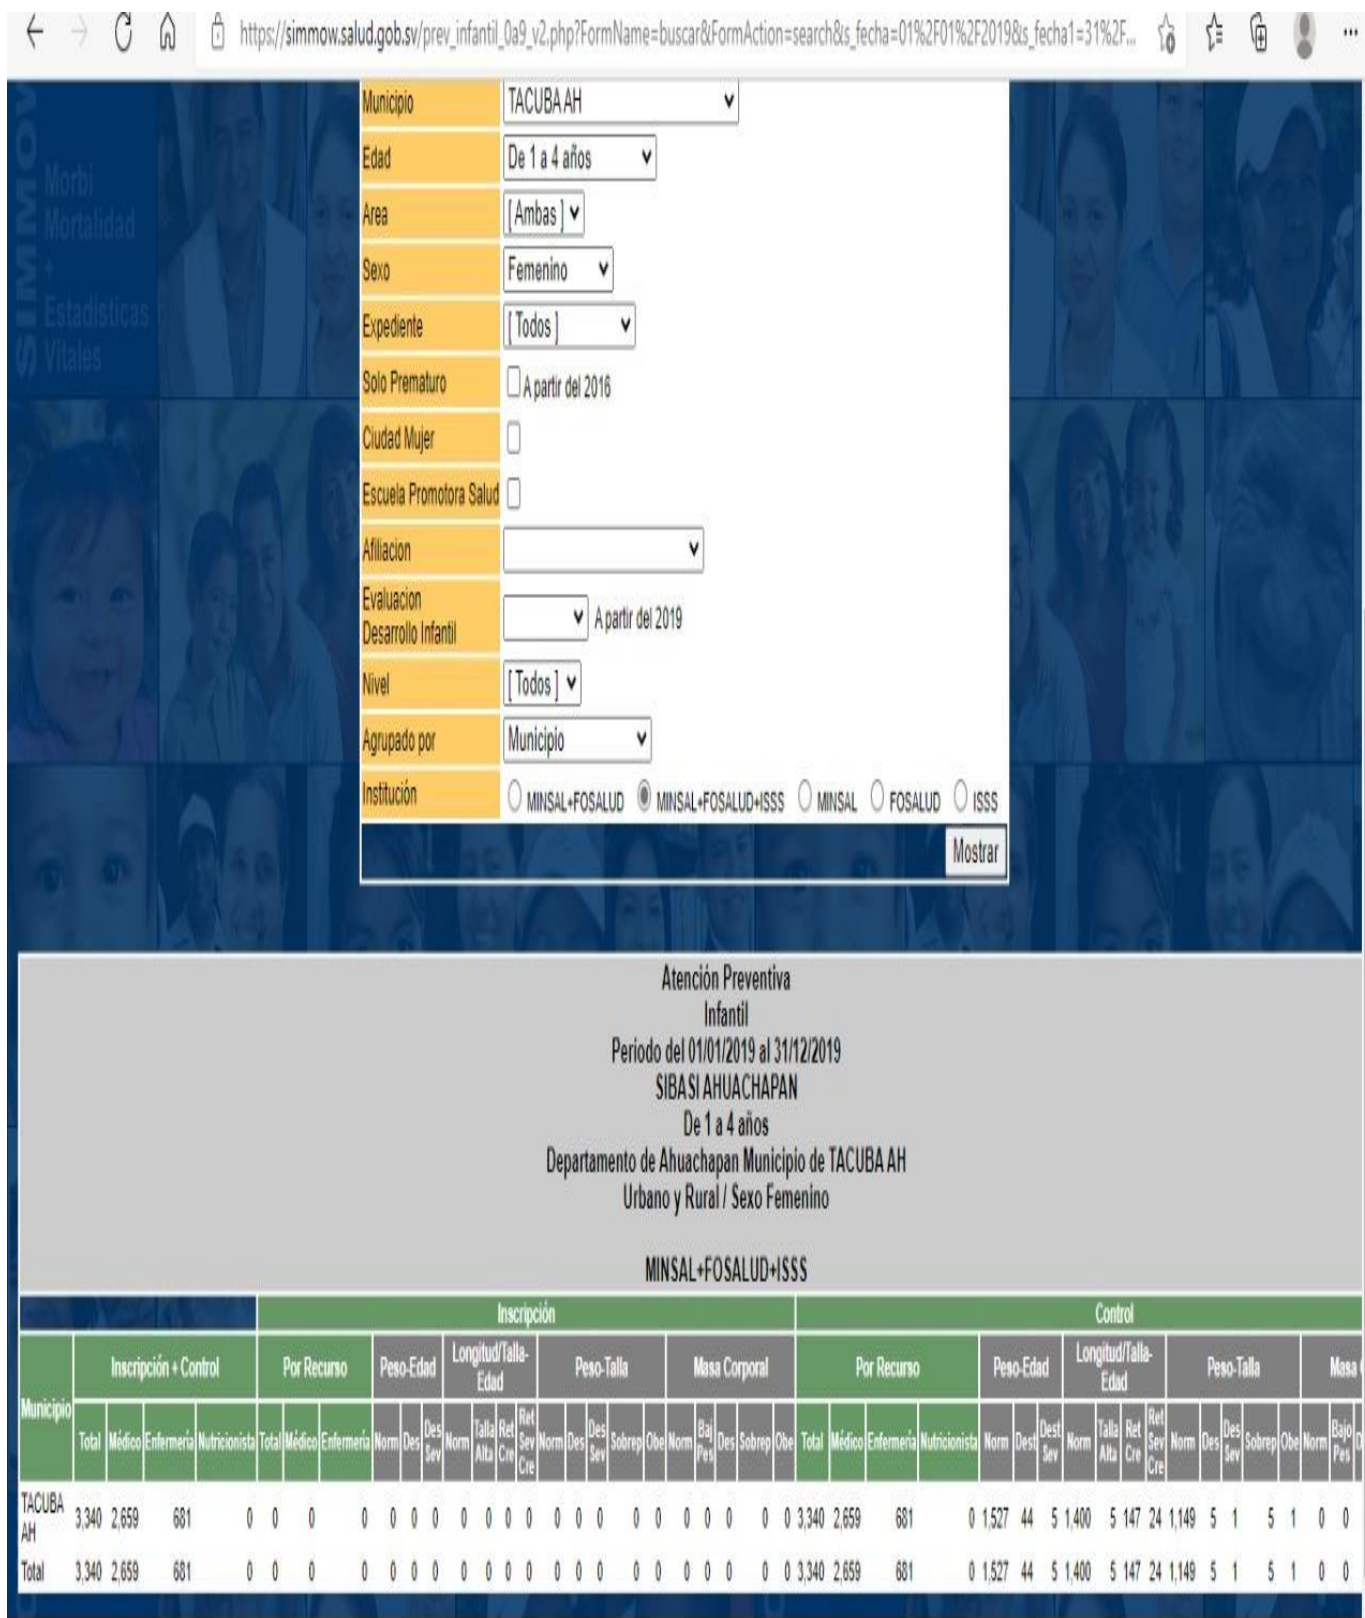 https://simmow.salud.gob.sv/prev_infantil_0a9_v2.php?FormName=buscar&FormAction=search&s_fecha=01%2F01%2F2019&s_fecha1=31%2F...
SIMMOW
Morbi
Mortalidad
+
Estadísticas
Vitales
Municipio TACUBA AH
Edad De 1 a 4 años
Area [ Ambas ]
Sexo Femenino
Expediente [ Todos ]
Solo Prematuro A partir del 2016
Ciudad Mujer
Escuela Promotora Salud
Afiliacion
Evaluacion
Desarrollo Infantil A partir del 2019
Nivel [ Todos ]
Agrupado por Municipio
Institución MINSAL+FOSALUD MINSAL+FOSALUD+ISSS MINSAL FOSALUD ISSS
Mostrar
Atención Preventiva
Infantil
Periodo del 01/01/2019 al 31/12/2019
SIBASI AHUACHAPAN
De 1 a 4 años
Departamento de Ahuachapan Municipio de TACUBA AH
Urbano y Rural / Sexo Femenino
MINSAL+FOSALUD+ISSS
Inscripción Control
Municipio Inscripción + Control Por Recurso Peso-Edad Longitud/Talla-Edad Peso-Talla Masa Corporal Por Recurso Peso-Edad Longitud/Talla-Edad Peso-Talla Masa
Total Médico Enfermería Nutricionista Total Médico Enfermería Norm Des Des Sev Norm Talla Alta Ret Cre Ret Sev Cre Norm Des Des Sev Sobrep Obe Norm Baj Pes Des Sobrep Obe Total Médico Enfermería Nutricionista Norm Dest Dest Sev Norm Talla Alta Ret Cre Ret Sev Cre Norm Des Des Sev Sobrep Obe Norm Bajo Pes D
TACUBA AH 3,340 2,659 681 0 0 0 0 0 0 0 0 0 0 0 0 0 0 0 0 0 0 0 0 0 3,340 2,659 681 0 1,527 44 5 1,400 5 147 24 1,149 5 1 5 1 0 0
Total 3,340 2,659 681 0 0 0 0 0 0 0 0 0 0 0 0 0 0 0 0 0 0 0 0 0 3,340 2,659 681 0 1,527 44 5 1,400 5 147 24 1,149 5 1 5 1 0 0